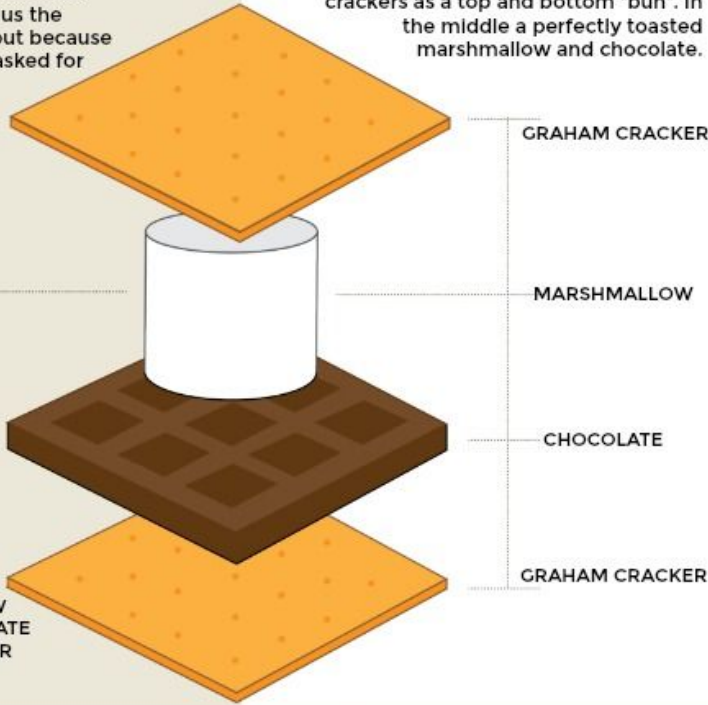 us the
out because
asked for
crackers as a top and bottom "bun". In
the middle a perfectly toasted
marshmallow and chocolate.
GRAHAM CRACKER
MARSHMALLOW
CHOCOLATE
GRAHAM CRACKER